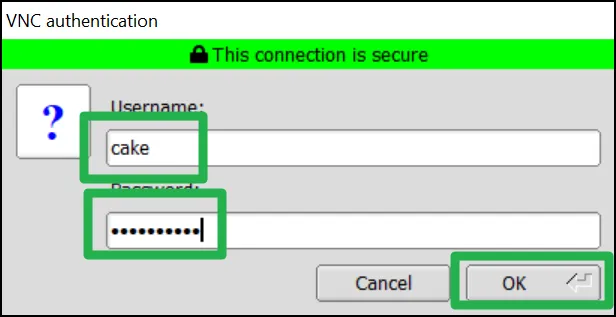 VNC authentication
This connection is secure
?
Username:
cake
Password:
••••••••••
Cancel
OK